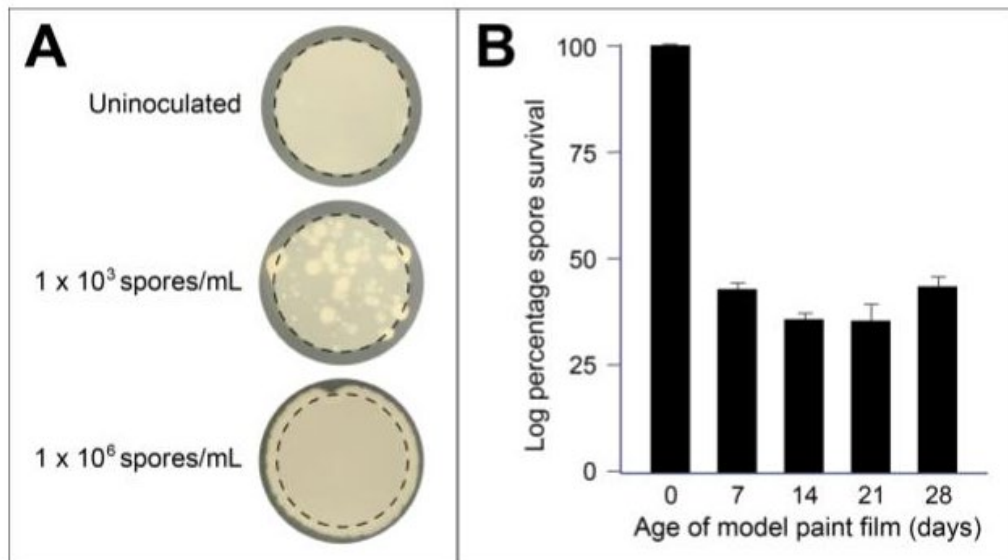 A
Uninoculated
1 x 10³ spores/mL
1 x 10⁶ spores/mL
B
Log percentage spore survival
100
75
50
25
0
0 7 14 21 28
Age of model paint film (days)